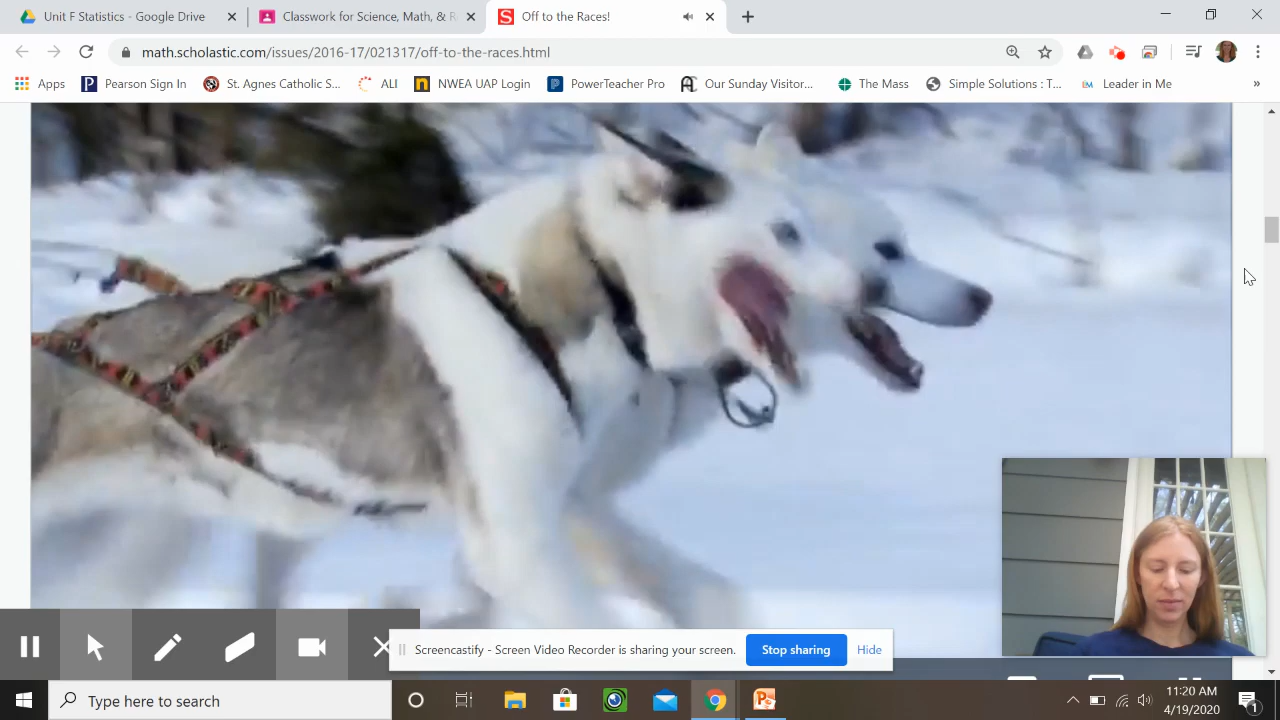 Unit F Statistics - Google Drive
Classwork for Science, Math, & R
Off to the Races!
math.scholastic.com/issues/2016-17/021317/off-to-the-races.html
Apps
Pearson Sign In
St. Agnes Catholic S...
ALI
NWEA UAP Login
PowerTeacher Pro
Our Sunday Visitor...
The Mass
Simple Solutions : T...
Leader in Me
Screencastify - Screen Video Recorder is sharing your screen.
Stop sharing
Hide
Type here to search
11:20 AM
4/19/2020